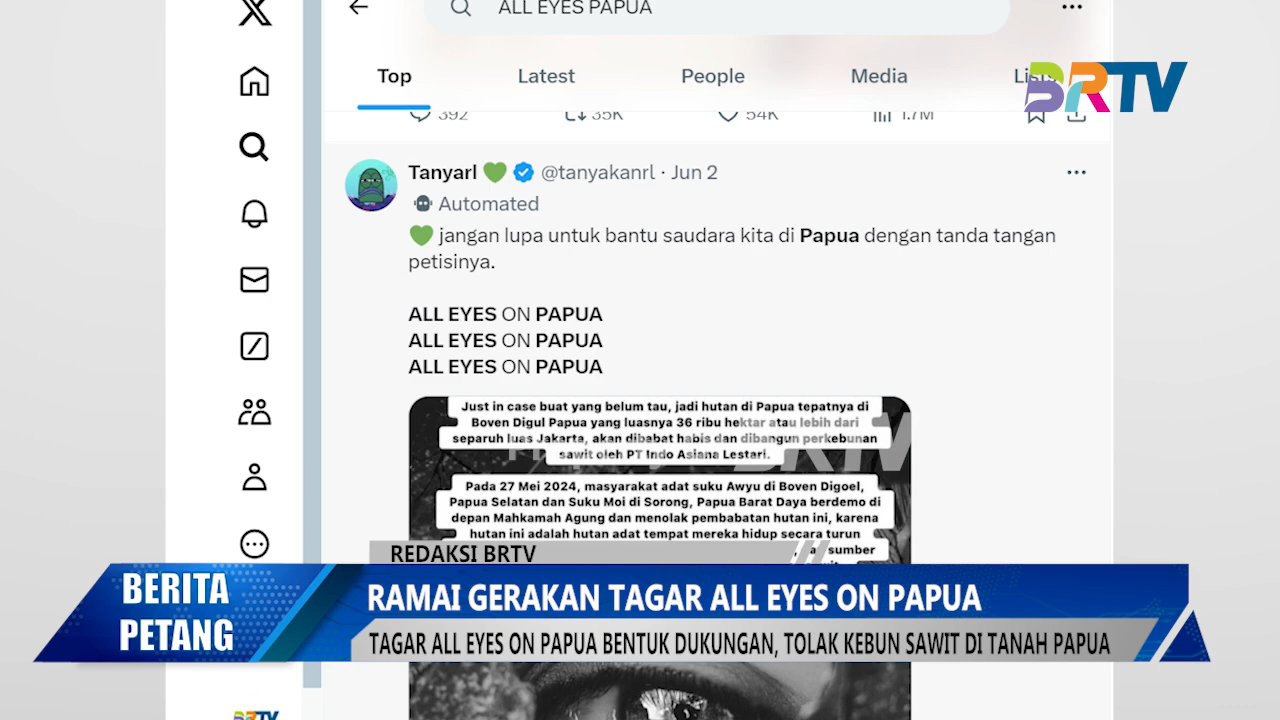 ALL EYES PAPUA
Top Latest People Media Lists
BRTV
392 35K 54K 1.7M
Tanyarl @tanyakanrl · Jun 2
Automated
jangan lupa untuk bantu saudara kita di Papua dengan tanda tangan
petisinya.
ALL EYES ON PAPUA
ALL EYES ON PAPUA
ALL EYES ON PAPUA
Just in case buat yang belum tau, jadi hutan di Papua tepatnya di
Boven Digul Papua yang luasnya 36 ribu hektar atau lebih dari
separuh luas Jakarta, akan dibabat habis dan dibangun perkebunan
sawit oleh PT Indo Asiana Lestari.
Pada 27 Mei 2024, masyarakat adat suku Awyu di Boven Digoel,
Papua Selatan dan Suku Moi di Sorong, Papua Barat Daya berdemo di
depan Mahkamah Agung dan menolak pembabatan hutan ini, karena
hutan ini adalah hutan adat tempat mereka hidup secara turun
sumber
REDAKSI BRTV
BERITA
PETANG
RAMAI GERAKAN TAGAR ALL EYES ON PAPUA
TAGAR ALL EYES ON PAPUA BENTUK DUKUNGAN, TOLAK KEBUN SAWIT DI TANAH PAPUA
BRTV